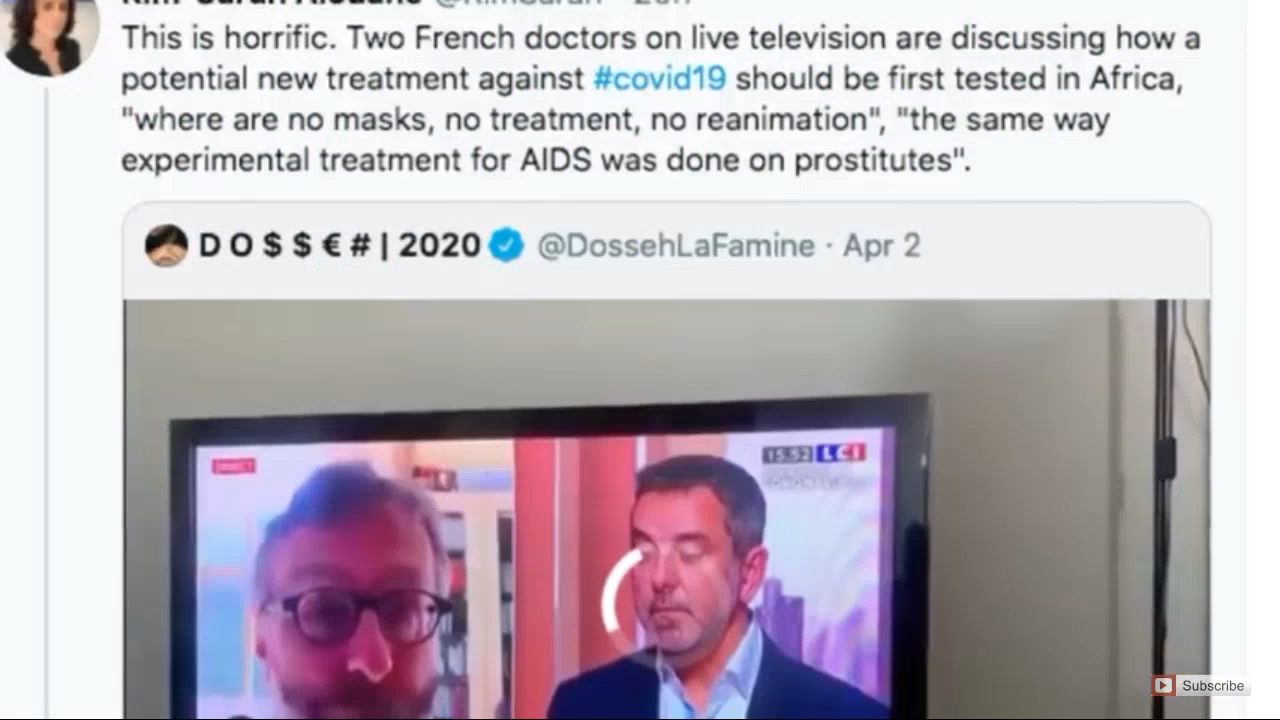 This is horrific. Two French doctors on live television are discussing how a
potential new treatment against #covid19 should be first tested in Africa,
"where are no masks, no treatment, no reanimation", "the same way
experimental treatment for AIDS was done on prostitutes".
D O $ $ € # | 2020 @DossehLaFamine · Apr 2
15.52 LCI
Subscribe